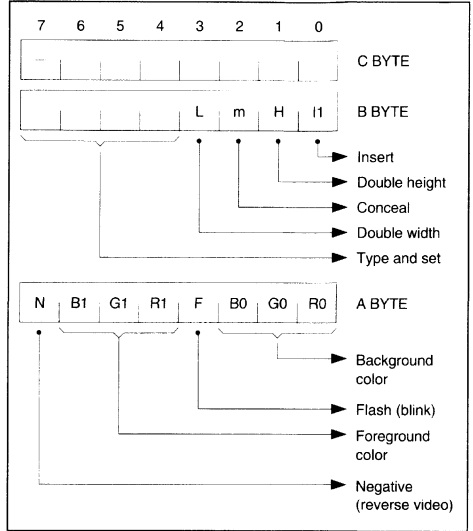 7 6 5 4 3 2 1 0
– C BYTE
L m H I1 B BYTE
Insert
Double height
Conceal
Double width
Type and set
N B1 G1 R1 F B0 G0 R0 A BYTE
Background
color
Flash (blink)
Foreground
color
Negative
(reverse video)